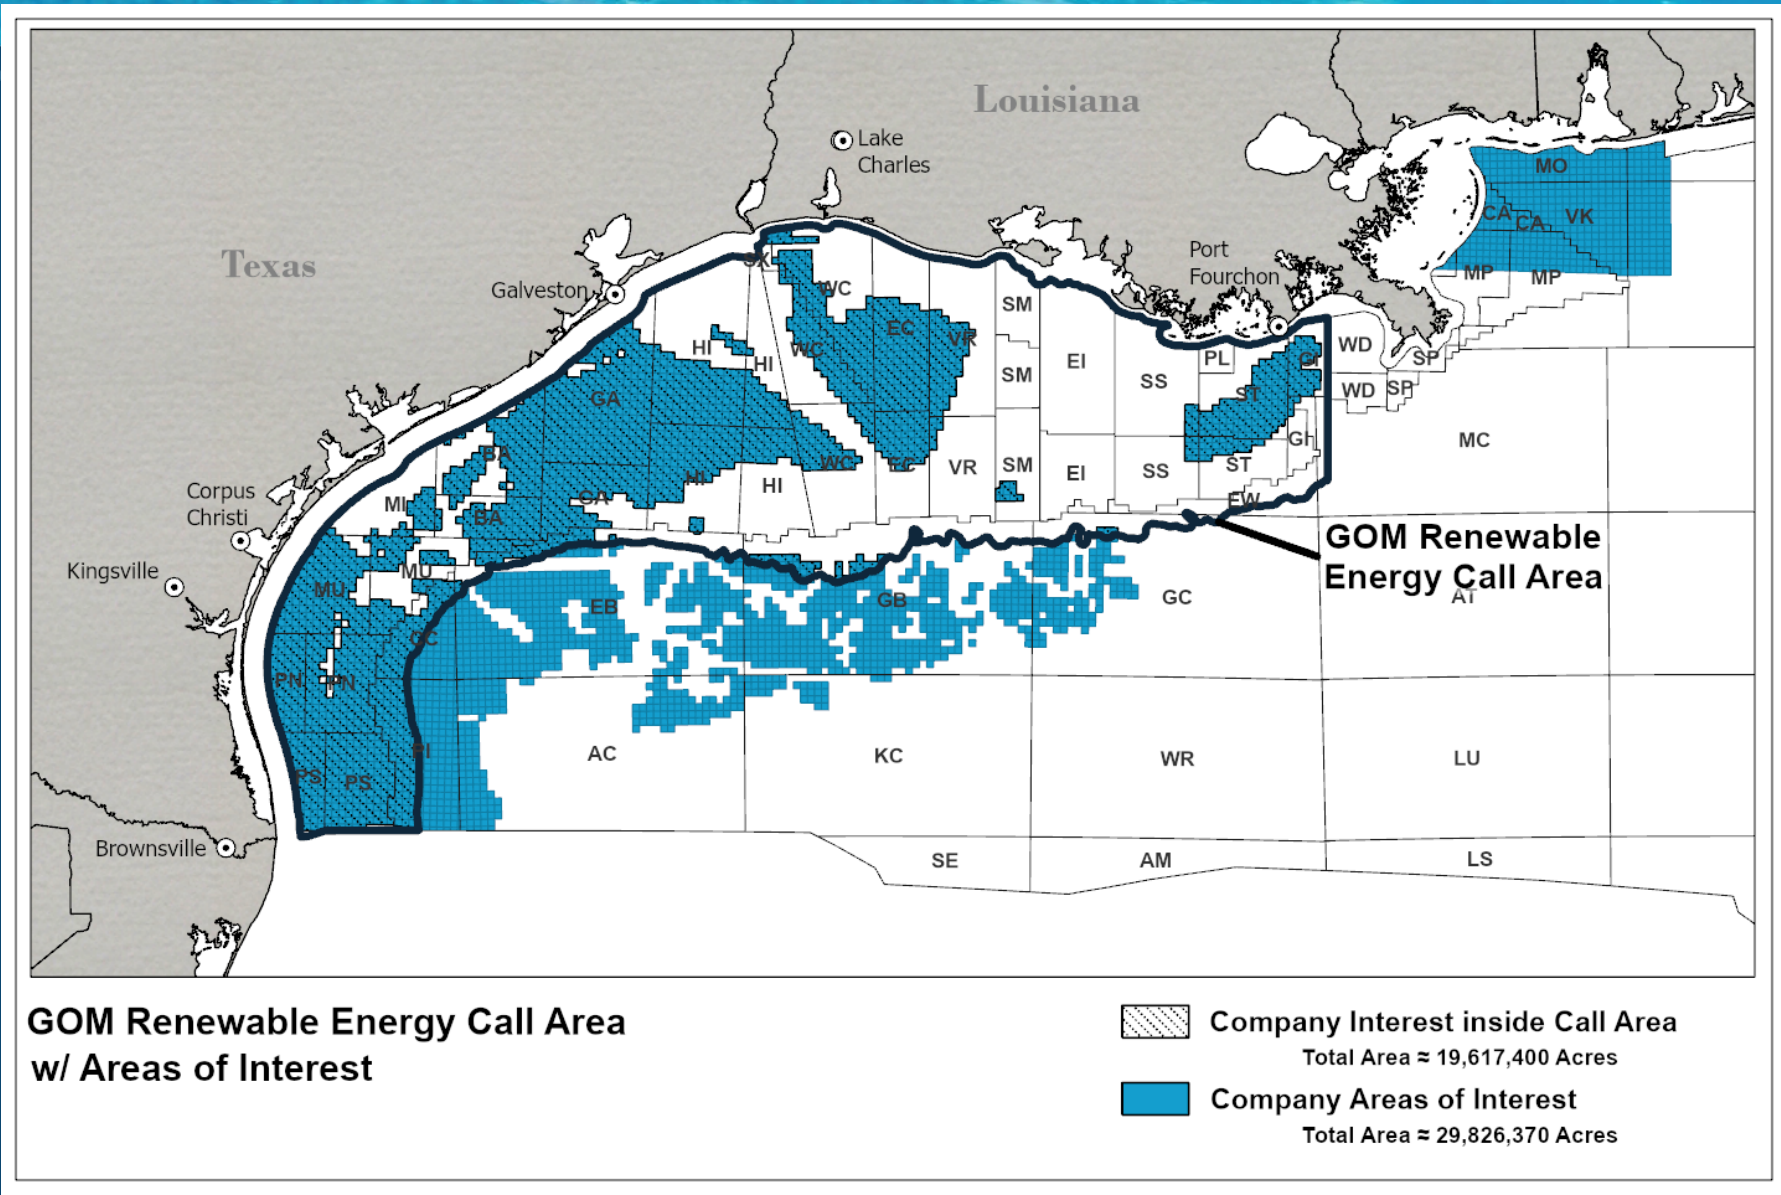 Louisiana
Lake
Charles
Texas
Galveston
Port
Fourchon
Corpus
Christi
Kingsville
Brownsville
MO
CA
CA
VK
MP
MP
SX
WC
SM
EC
VR
WC
HI
HI
SM
EI
SS
PL
GI
WD
SP
WD
SP
GA
ST
MC
GI
BA
WC
EC
VR
SM
EI
SS
ST
HI
HI
GA
MI
BA
EW
MU
MU
EB
GB
GC
AT
GC
PN
PN
PI
AC
KC
WR
LU
PS
PS
SE
AM
LS
GOM Renewable
Energy Call Area
GOM Renewable Energy Call Area
w/ Areas of Interest
Company Interest inside Call Area
Total Area ≈ 19,617,400 Acres
Company Areas of Interest
Total Area ≈ 29,826,370 Acres